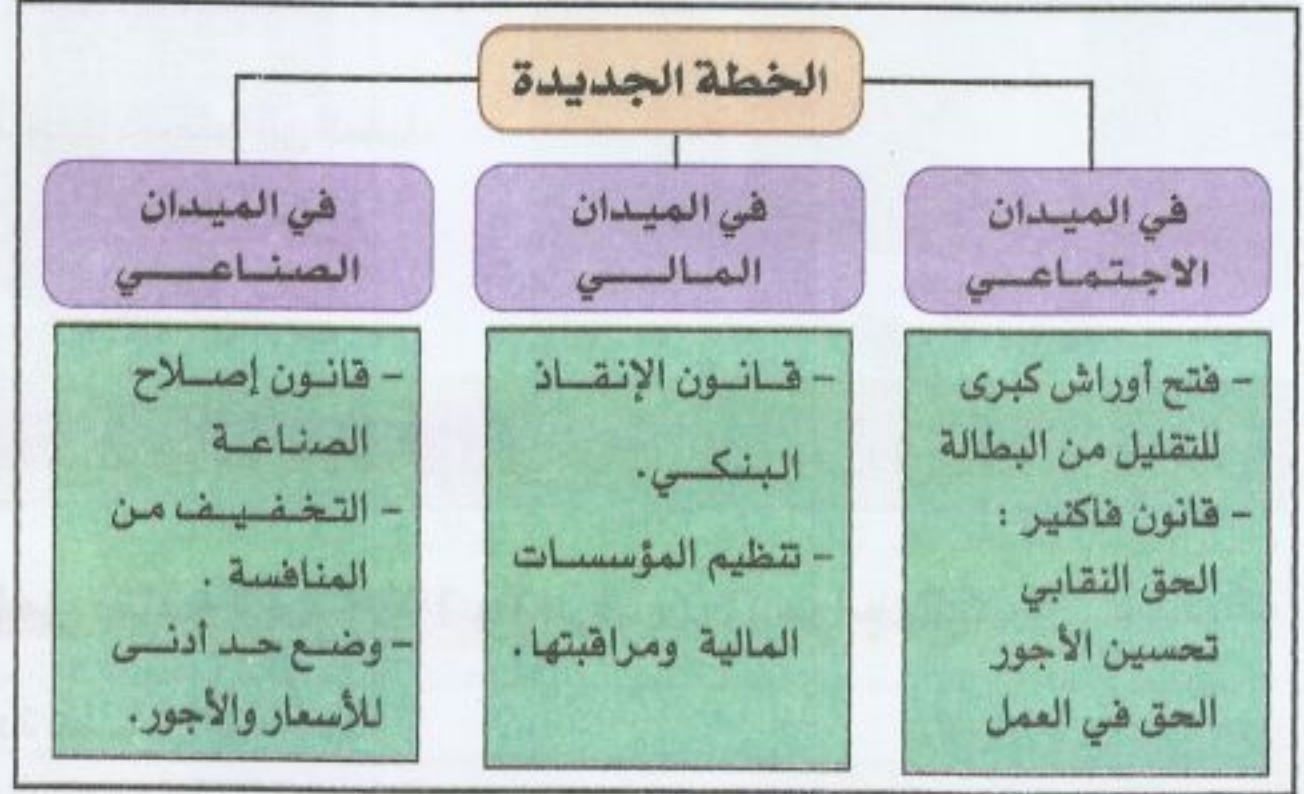 الخطة الجديدة
في الميدان
الاجتماعي
- فتح أوراش كبرى
للتقليل من البطالة
- قانون فاكنير :
الحق النقابي
تحسين الأجور
الحق في العمل
في الميدان
المالي
- قانون الإنقاذ
البنكي.
- تنظيم المؤسسات
المالية ومراقبتها.
في الميدان
الصناعي
- قانون إصلاح
الصناعة
- التخفيف من
المنافسة .
- وضع حد أدنى
للأسعار والأجور.